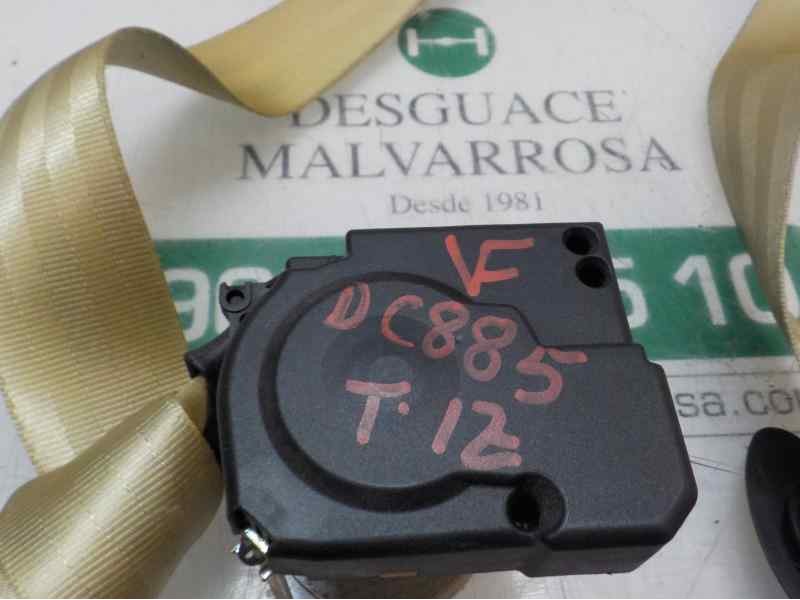 DESGUACE
MALVARROSA
Desde 1981
VF
DC885
T.12